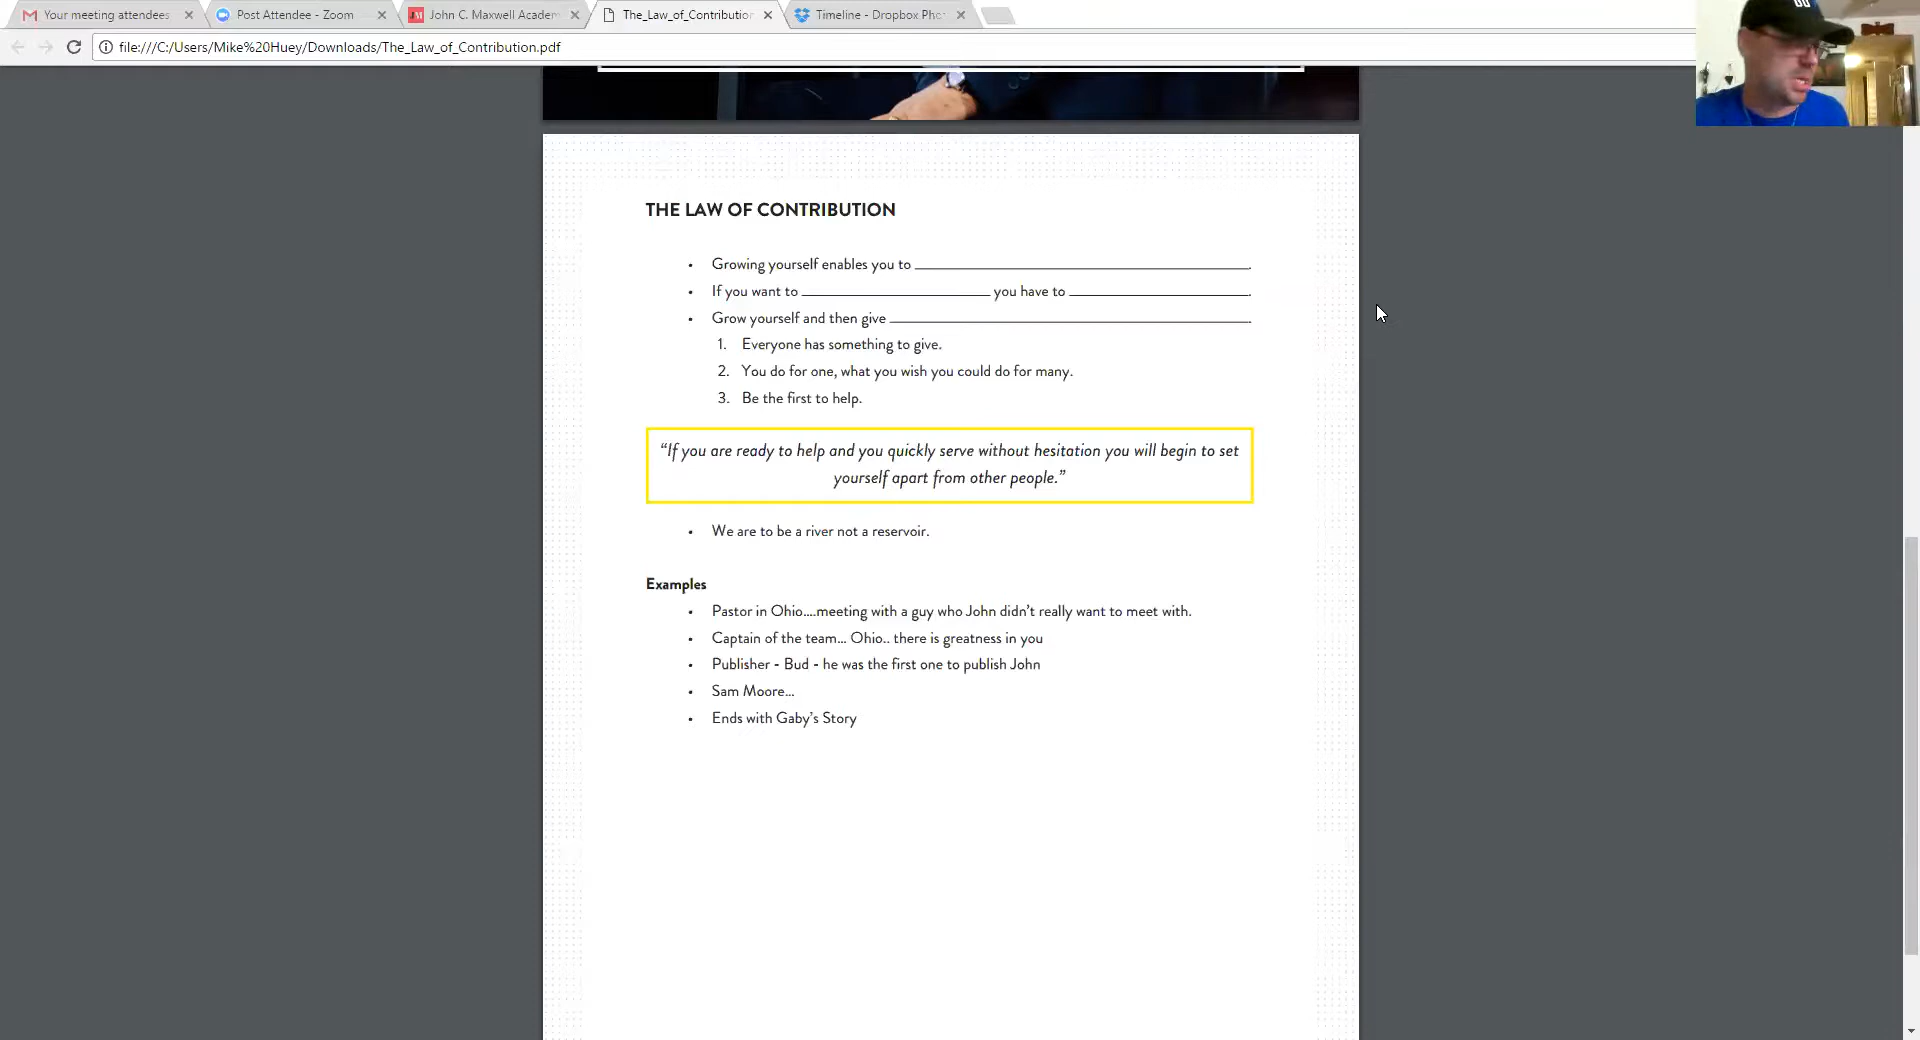 Your meeting attendees
Post Attendee - Zoom
John C. Maxwell Academ
The_Law_of_Contribution
Timeline - Dropbox Pho
file:///C:/Users/Mike%20Huey/Downloads/The_Law_of_Contribution.pdf
THE LAW OF CONTRIBUTION
• Growing yourself enables you to ______________________.
• If you want to ______________ you have to ______________.
• Grow yourself and then give ______________________.
1. Everyone has something to give.
2. You do for one, what you wish you could do for many.
3. Be the first to help.
“If you are ready to help and you quickly serve without hesitation you will begin to set
yourself apart from other people.”
• We are to be a river not a reservoir.
Examples
• Pastor in Ohio....meeting with a guy who John didn’t really want to meet with.
• Captain of the team... Ohio.. there is greatness in you
• Publisher - Bud - he was the first one to publish John
• Sam Moore...
• Ends with Gaby’s Story